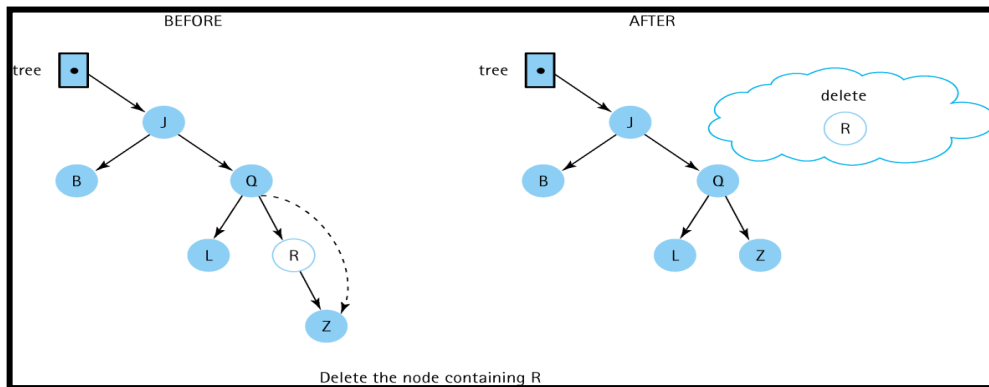 BEFORE
AFTER
tree
tree
delete
R
J
J
B
Q
B
Q
L
R
L
Z
Z
Delete the node containing R